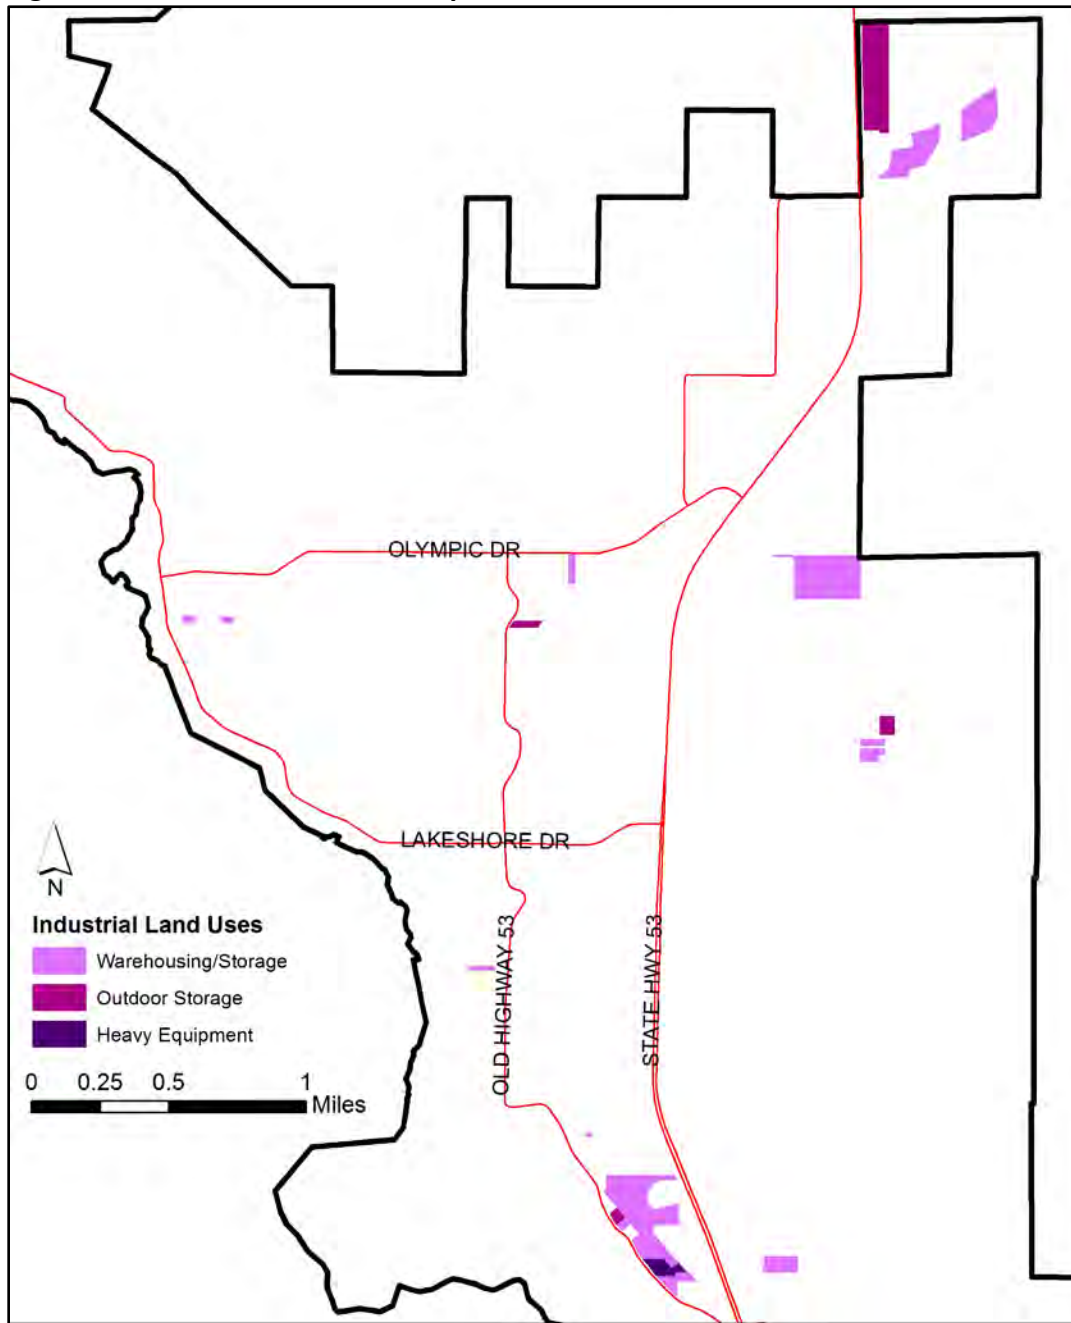 OLYMPIC DR
LAKESHORE DR
OLD HIGHWAY 53
STATE HWY 53
N
Industrial Land Uses
Warehousing/Storage
Outdoor Storage
Heavy Equipment
0 0.25 0.5 1
Miles